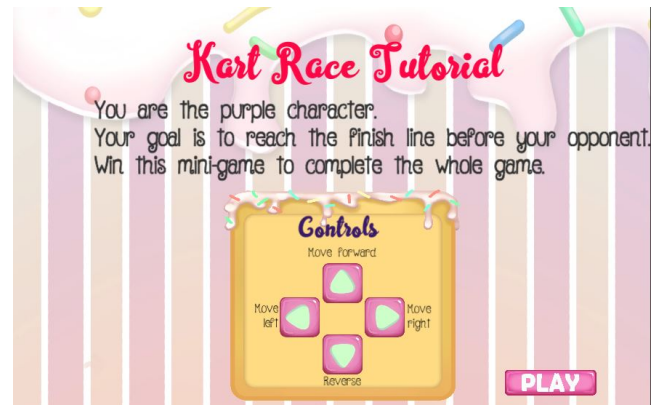 Kart Race Tutorial
You are the purple character.
Your goal is to reach the finish line before your opponent.
Win this mini-game to complete the whole game.
Controls
Move forward
Move
left
Move
right
Reverse
PLAY